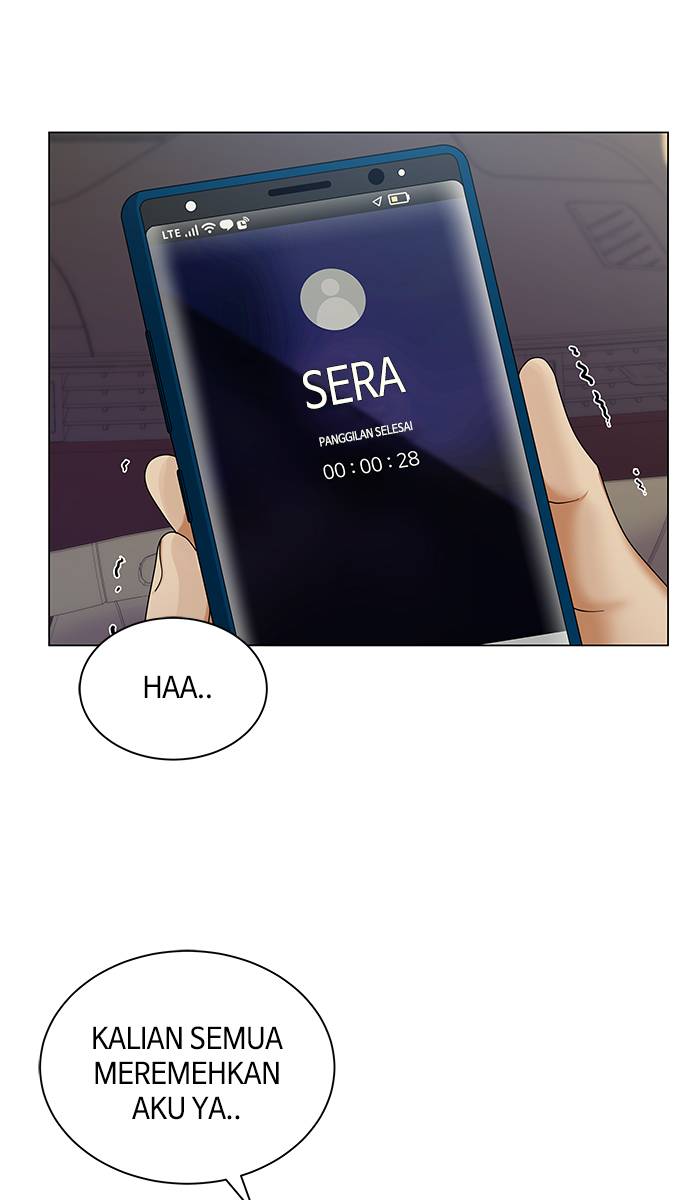 LTE
SERA
PANGGILAN SELESAI
00 : 00 : 28
HAA..
KALIAN SEMUA
MEREMEHKAN
AKU YA..